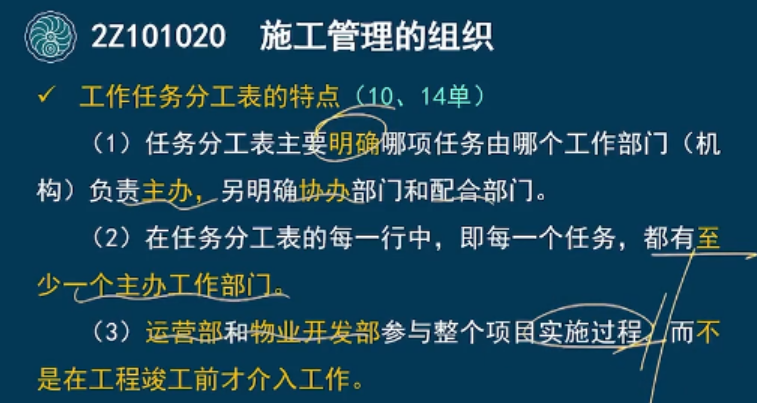 2Z101020 施工管理的组织
✓ 工作任务分工表的特点（10、14单）
（1）任务分工表主要明确哪项任务由哪个工作部门（机
构）负责主办，另明确协办部门和配合部门。
（2）在任务分工表的每一行中，即每一个任务，都有至
少一个主办工作部门。
（3）运营部和物业开发部参与整个项目实施过程，而不
是在工程竣工前才介入工作。